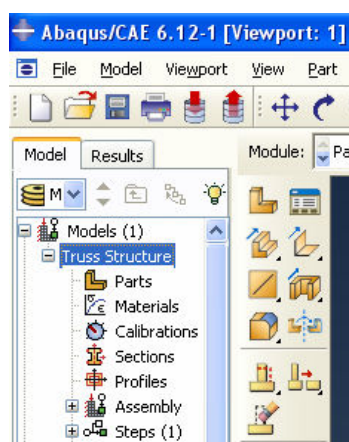 Abaqus/CAE 6.12-1 [Viewport: 1]
File Model Viewport View Part
Model Results Module: Pa
M
Models (1)
Truss Structure
Parts
Materials
Calibrations
Sections
Profiles
Assembly
Steps (1)